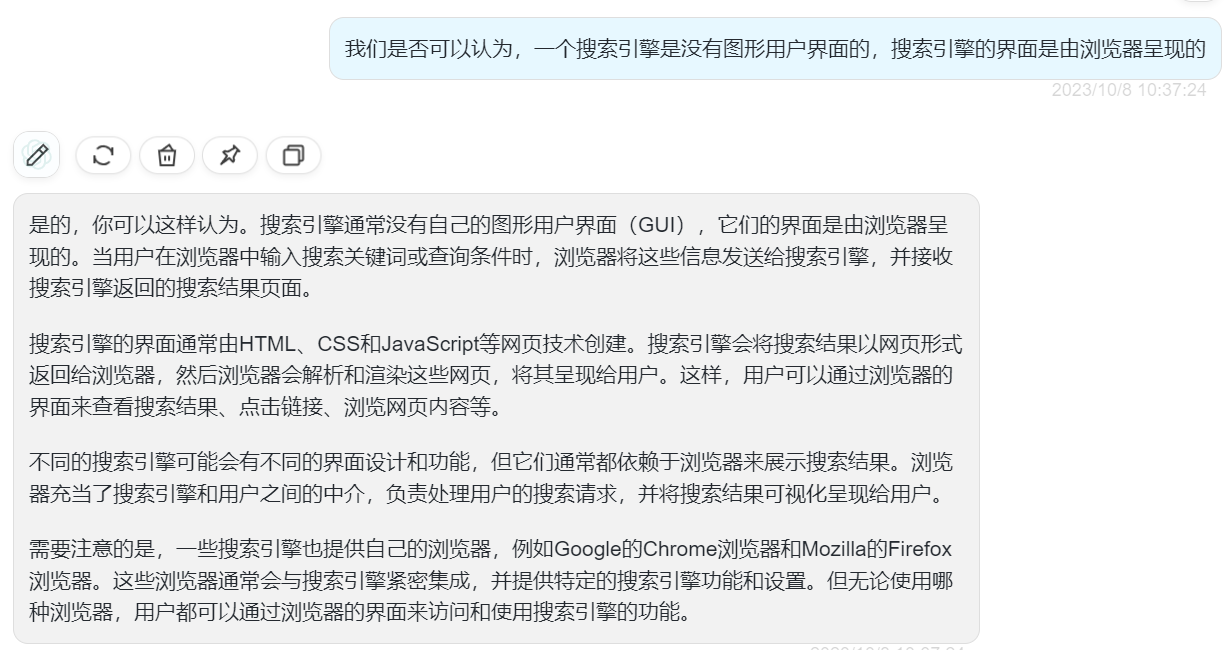 我们是否可以认为，一个搜索引擎是没有图形用户界面的，搜索引擎的界面是由浏览器呈现的
2023/10/8 10:37:24
是的，你可以这样认为。搜索引擎通常没有自己的图形用户界面（GUI），它们的界面是由浏览器呈
现的。当用户在浏览器中输入搜索关键词或查询条件时，浏览器将这些信息发送给搜索引擎，并接收
搜索引擎返回的搜索结果页面。
搜索引擎的界面通常由HTML、CSS和JavaScript等网页技术创建。搜索引擎会将搜索结果以网页形式
返回给浏览器，然后浏览器会解析和渲染这些网页，将其呈现给用户。这样，用户可以通过浏览器的
界面来查看搜索结果、点击链接、浏览网页内容等。
不同的搜索引擎可能会有不同的界面设计和功能，但它们通常都依赖于浏览器来展示搜索结果。浏览
器充当了搜索引擎和用户之间的中介，负责处理用户的搜索请求，并将搜索结果可视化呈现给用户。
需要注意的是，一些搜索引擎也提供自己的浏览器，例如Google的Chrome浏览器和Mozilla的Firefox
浏览器。这些浏览器通常会与搜索引擎紧密集成，并提供特定的搜索引擎功能和设置。但无论使用哪
种浏览器，用户都可以通过浏览器的界面来访问和使用搜索引擎的功能。